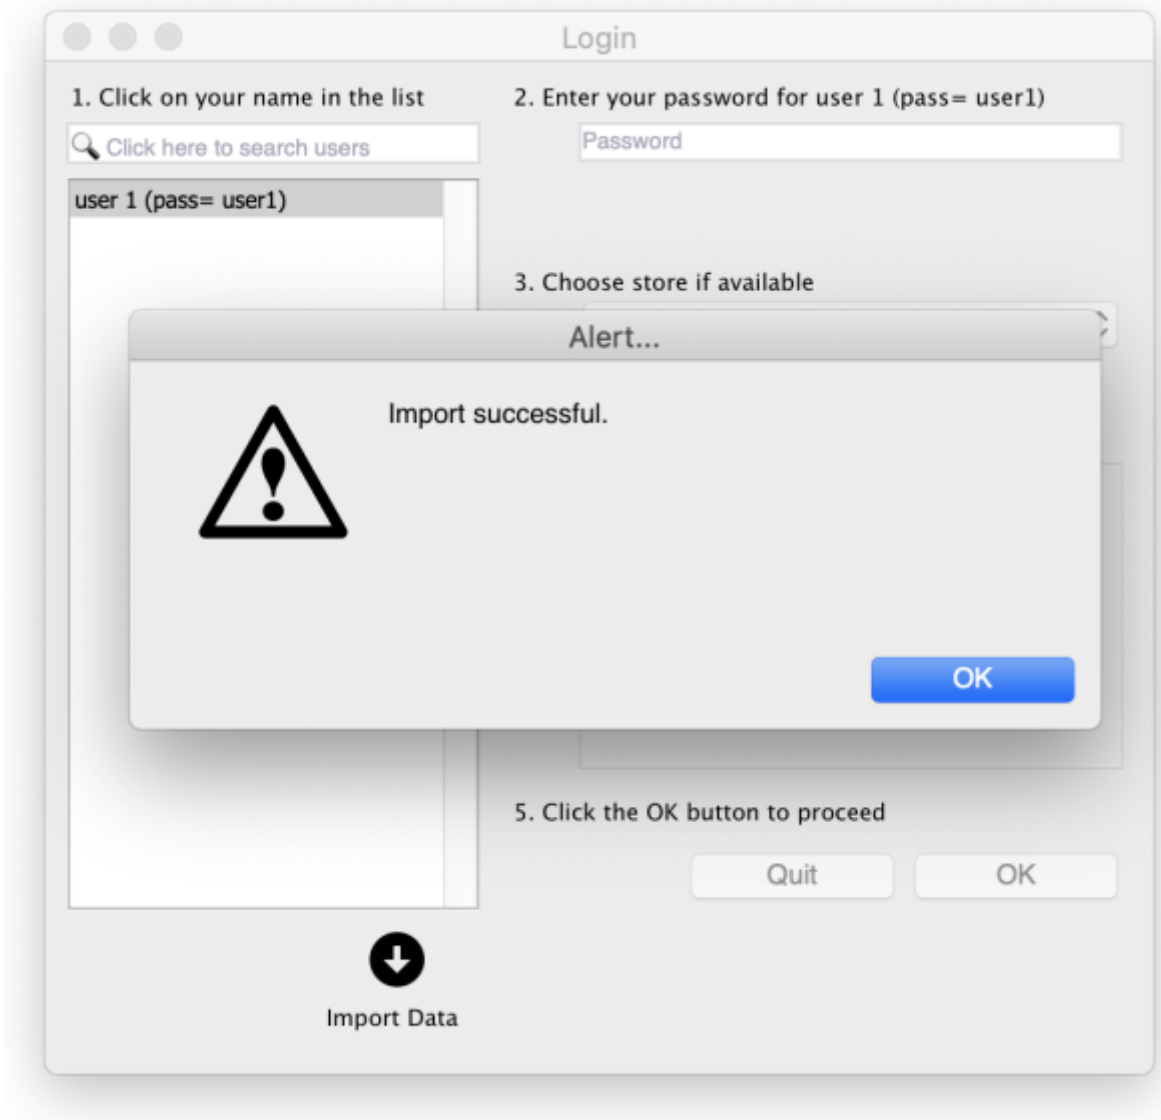 Login
1. Click on your name in the list
Click here to search users
user 1 (pass= user1)
2. Enter your password for user 1 (pass= user1)
Password
3. Choose store if available
Alert...
Import successful.
OK
5. Click the OK button to proceed
Quit
OK
Import Data